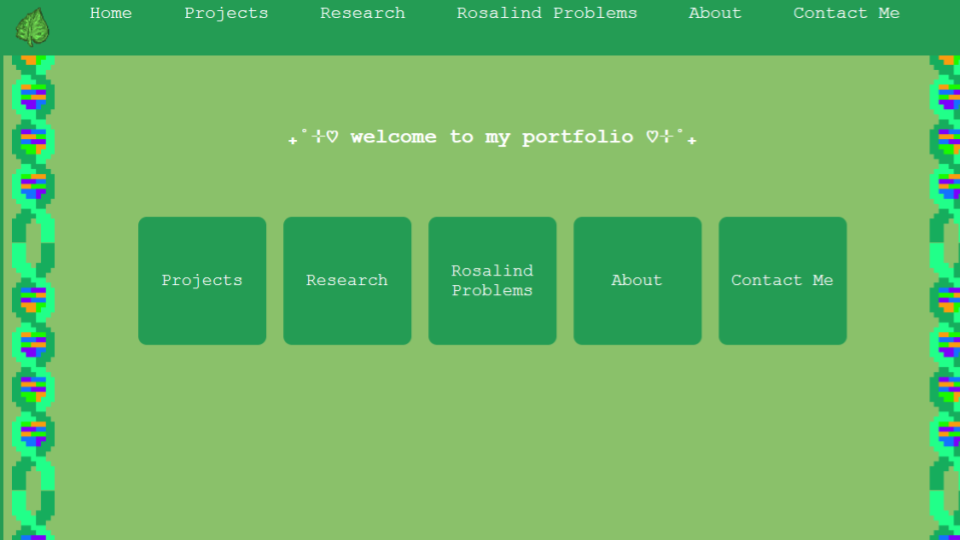 Home Projects Research Rosalind Problems About Contact Me
₊˚⊹♡ welcome to my portfolio ♡⊹˚₊
Projects
Research
Rosalind
Problems
About
Contact Me